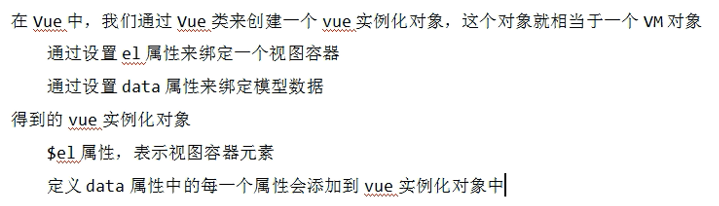 在 Vue 中，我们通过 Vue 类来创建一个 vue 实例化对象，这个对象就相当于一个 VM 对象
通过设置 el 属性来绑定一个视图容器
通过设置 data 属性来绑定模型数据
得到的 vue 实例化对象
$el 属性，表示视图容器元素
定义 data 属性中的每一个属性会添加到 vue 实例化对象中